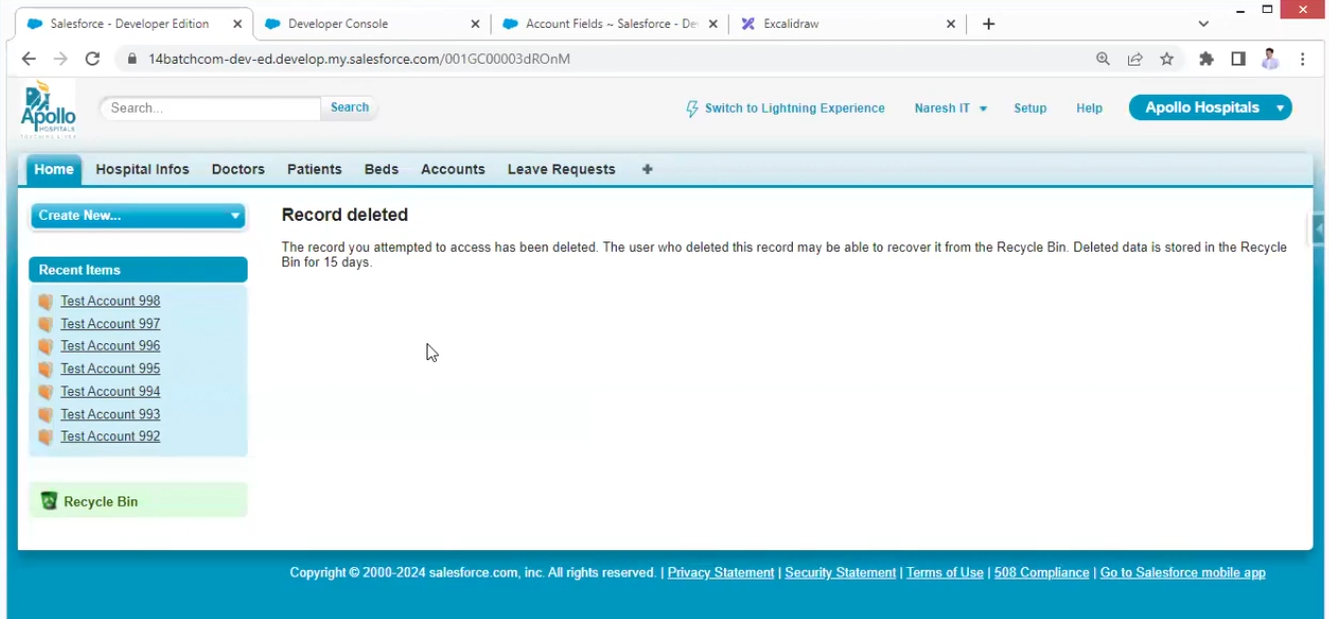 Salesforce - Developer Edition
Developer Console
Account Fields ~ Salesforce - De
Excalidraw
14batchcom-dev-ed.develop.my.salesforce.com/001GC00003dROnM
Apollo
HOSPITALS
Search...
Search
Switch to Lightning Experience
Naresh IT
Setup
Help
Apollo Hospitals
Home
Hospital Infos
Doctors
Patients
Beds
Accounts
Leave Requests
Create New...
Recent Items
Test Account 998
Test Account 997
Test Account 996
Test Account 995
Test Account 994
Test Account 993
Test Account 992
Recycle Bin
Record deleted
The record you attempted to access has been deleted. The user who deleted this record may be able to recover it from the Recycle Bin. Deleted data is stored in the Recycle
Bin for 15 days.
Copyright © 2000-2024 salesforce.com, inc. All rights reserved. | Privacy Statement | Security Statement | Terms of Use | 508 Compliance | Go to Salesforce mobile app